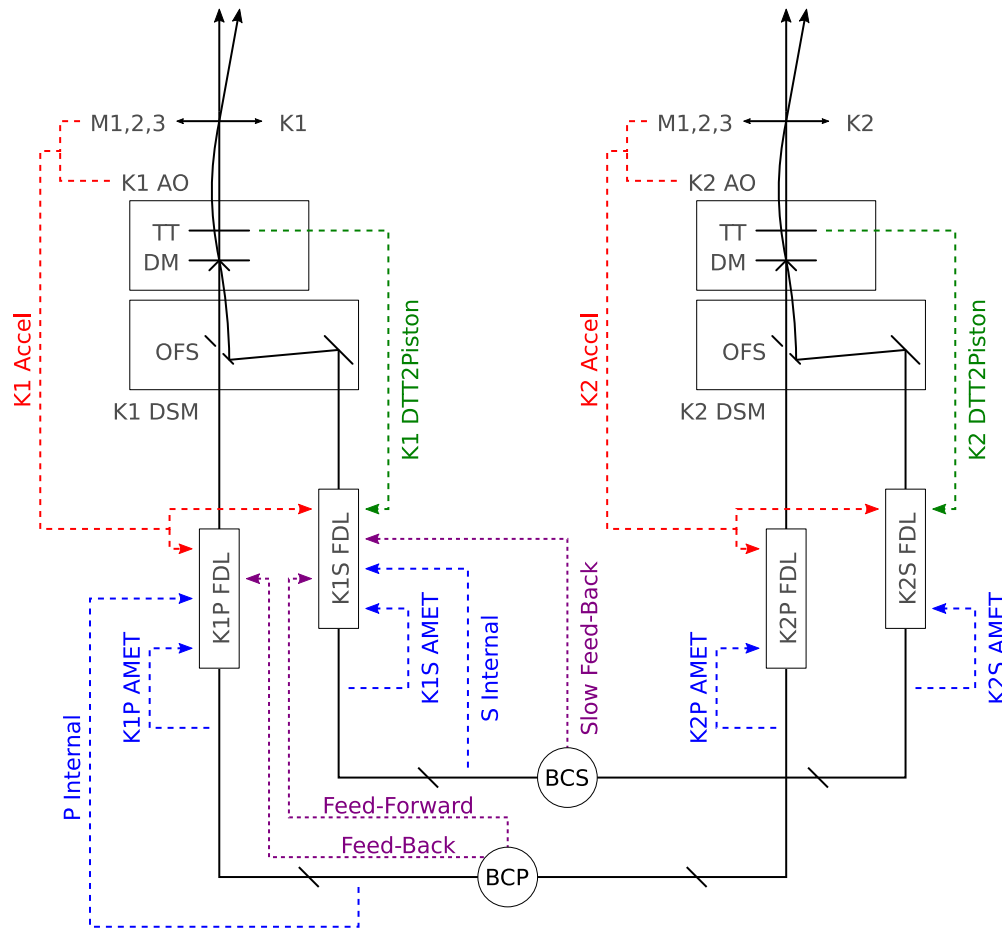 M1,2,3
K1
M1,2,3
K2
K1 AO
K2 AO
TT
DM
TT
DM
OFS
OFS
K1 DSM
K2 DSM
K1 Accel
K1 DTT2Piston
K2 Accel
K2 DTT2Piston
K1P FDL
K1S FDL
K2P FDL
K2S FDL
K1P AMET
K1S AMET
S Internal
Slow Feed-Back
K2P AMET
K2S AMET
P Internal
BCS
Feed-Forward
Feed-Back
BCP